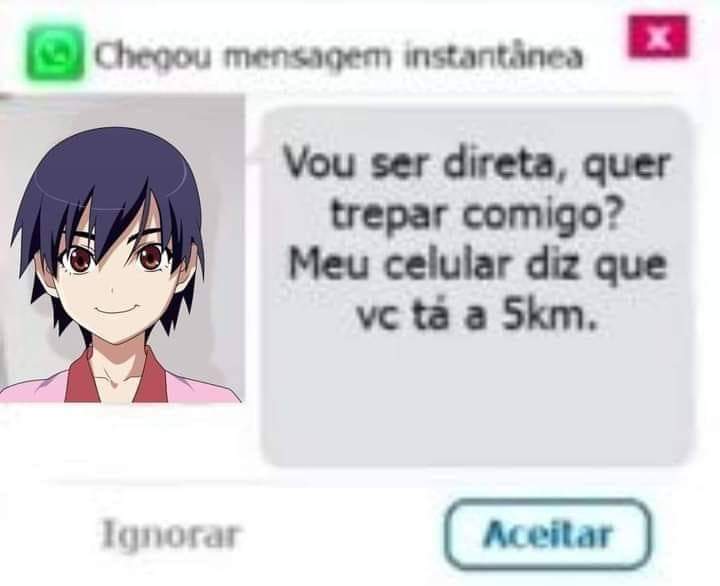 Chegou mensagem instantânea
x
Vou ser direta, quer
trepar comigo?
Meu celular diz que
vc tá a 5km.
Ignorar
Aceitar